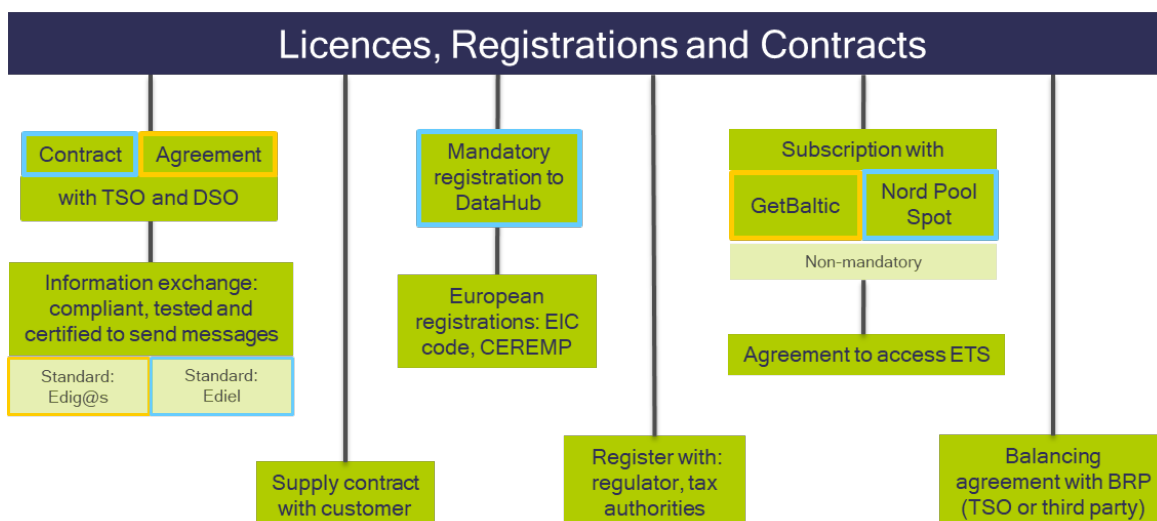 Licences, Registrations and Contracts
Contract
Agreement
with TSO and DSO
Information exchange:
compliant, tested and
certified to send messages
Standard:
Edig@s
Standard:
Ediel
Supply contract
with customer
Mandatory
registration to
DataHub
European
registrations: EIC
code, CEREMP
Register with:
regulator, tax
authorities
Subscription with
GetBaltic
Nord Pool
Spot
Non-mandatory
Agreement to access ETS
Balancing
agreement with BRP
(TSO or third party)